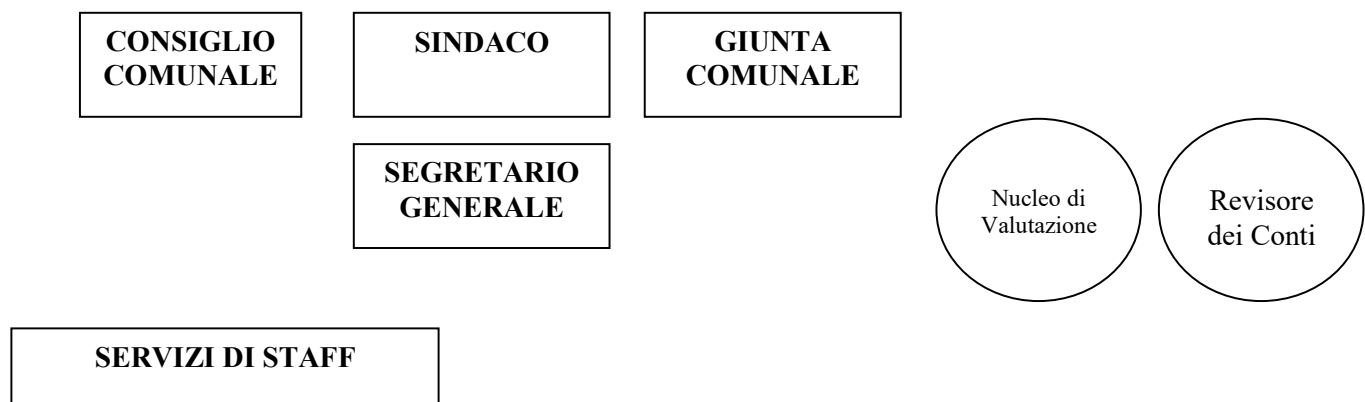 CONSIGLIO
COMUNALE
SINDACO
GIUNTA
COMUNALE
SEGRETARIO
GENERALE
Nucleo di
Valutazione
Revisore
dei Conti
SERVIZI DI STAFF